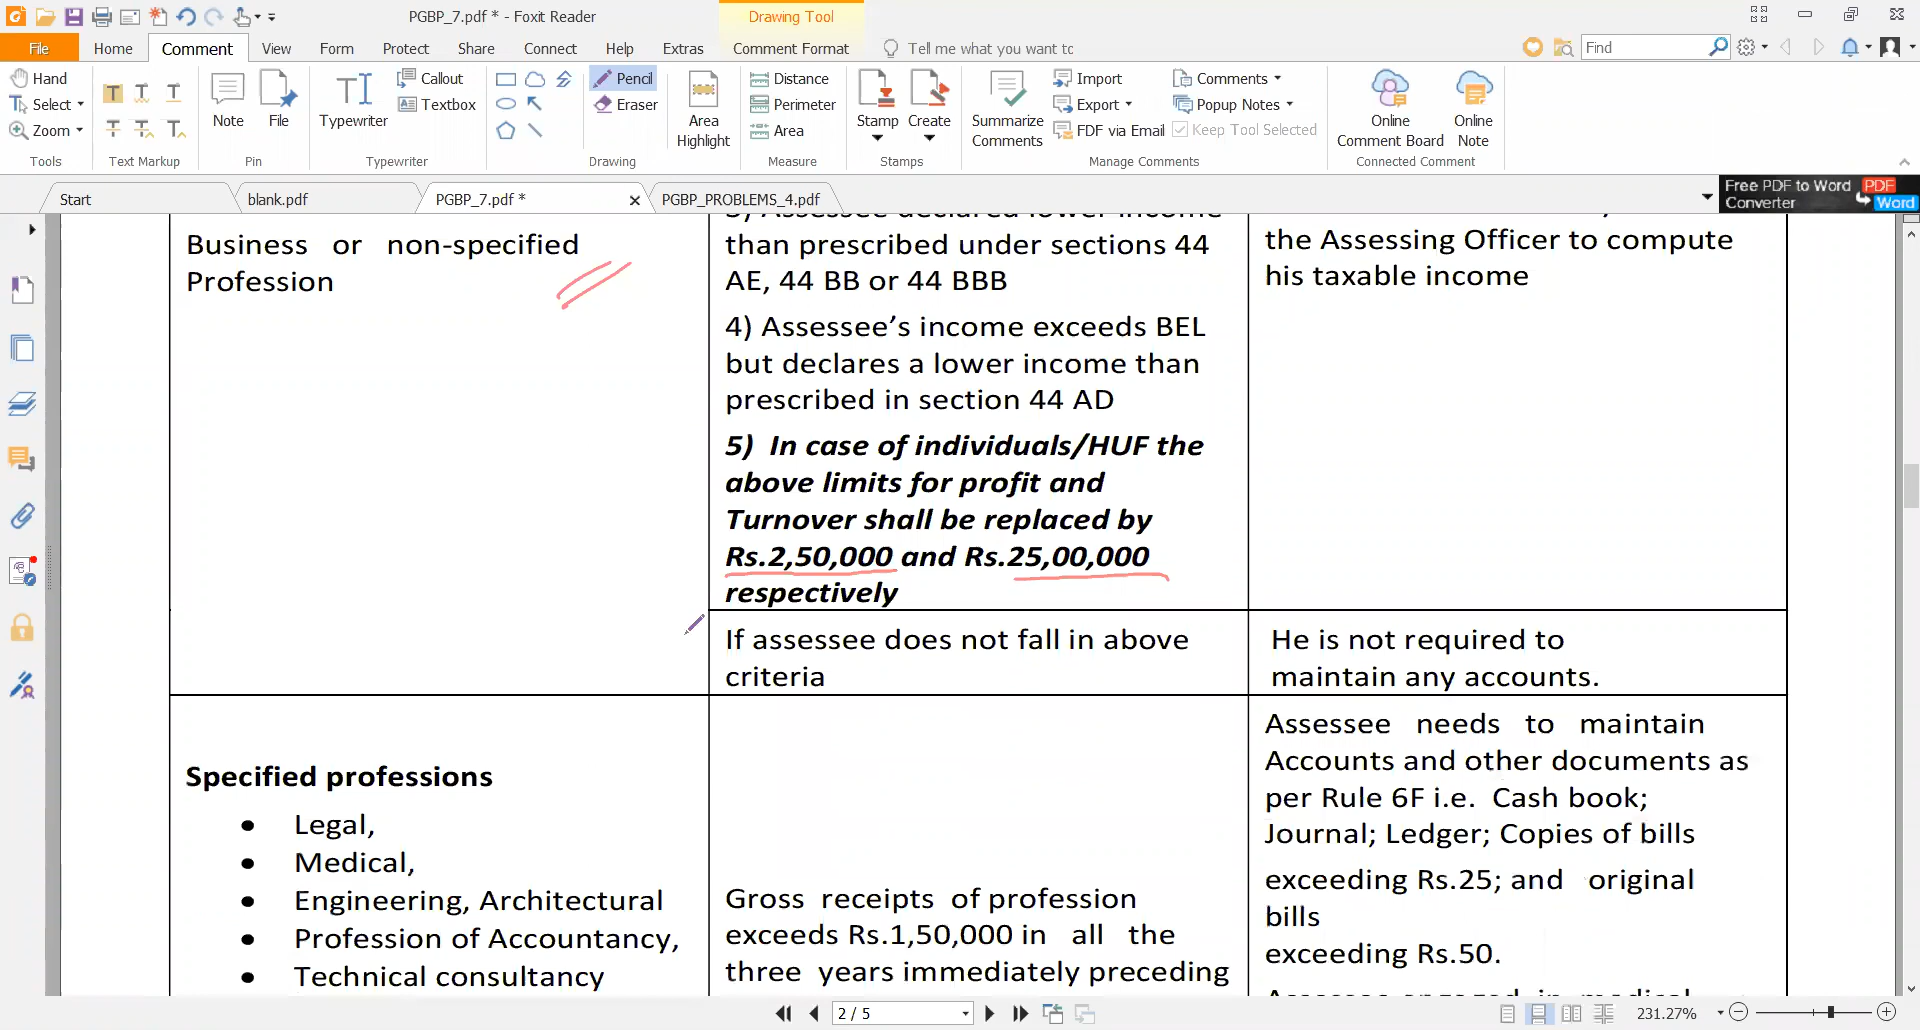 PGBP_7.pdf * - Foxit Reader
Drawing Tool
File
Home
Comment
View
Form
Protect
Share
Connect
Help
Extras
Comment Format
Tell me what you want to
Find
Hand
Select
Zoom
Tools
Text Markup
Note
File
Pin
Typewriter
Callout
Textbox
Typewriter
Pencil
Eraser
Drawing
Area
Highlight
Distance
Perimeter
Area
Measure
Stamp
Create
Stamps
Summarize
Comments
Import
Export
FDF via Email
Comments
Popup Notes
Keep Tool Selected
Manage Comments
Online
Comment Board
Online
Note
Connected Comment
Start
blank.pdf
PGBP_7.pdf *
PGBP_PROBLEMS_4.pdf
Free PDF to Word
Converter
PDF
Word
Business or non-specified
Profession
3) Assessee declared lower income
than prescribed under sections 44
AE, 44 BB or 44 BBB
4) Assessee’s income exceeds BEL
but declares a lower income than
prescribed in section 44 AD
5) In case of individuals/HUF the
above limits for profit and
Turnover shall be replaced by
Rs.2,50,000 and Rs.25,00,000
respectively
the Assessing Officer to compute
his taxable income
If assessee does not fall in above
criteria
He is not required to
maintain any accounts.
Specified professions
• Legal,
• Medical,
• Engineering, Architectural
• Profession of Accountancy,
• Technical consultancy
Gross receipts of profession
exceeds Rs.1,50,000 in all the
three years immediately preceding
Assessee needs to maintain
Accounts and other documents as
per Rule 6F i.e. Cash book;
Journal; Ledger; Copies of bills
exceeding Rs.25; and original
bills
exceeding Rs.50.
2 / 5
231.27%